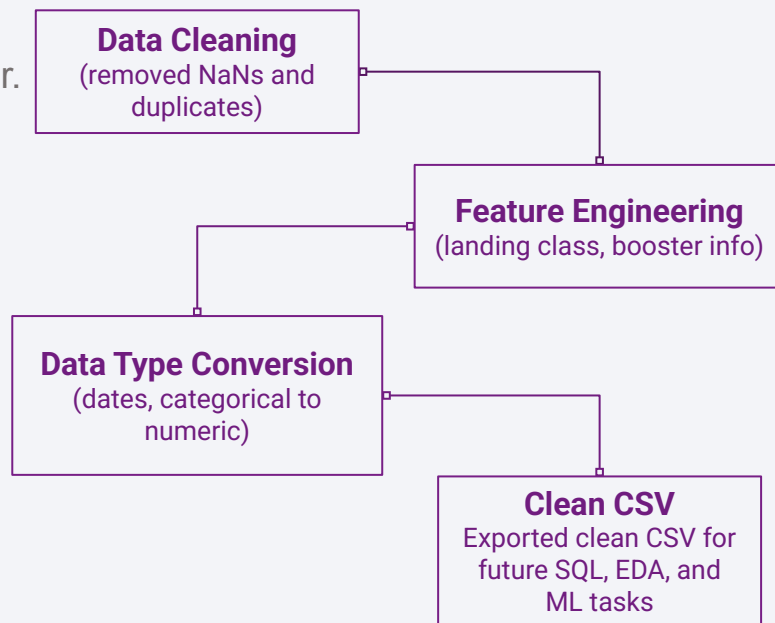 r.
Data Cleaning
(removed NaNs and
duplicates)
Feature Engineering
(landing class, booster info)
Data Type Conversion
(dates, categorical to
numeric)
Clean CSV
Exported clean CSV for
future SQL, EDA, and
ML tasks